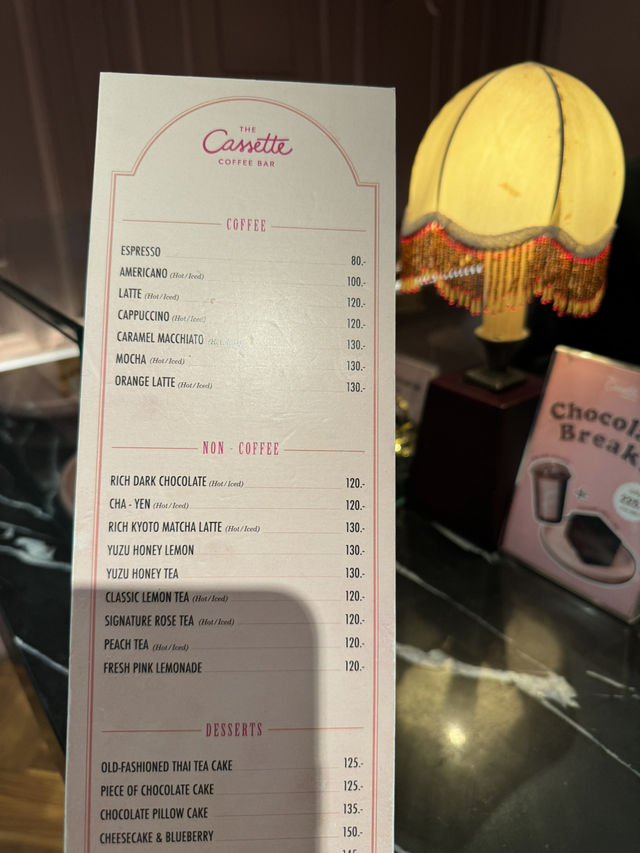 THE
Cassette
COFFEE BAR
COFFEE
ESPRESSO 80.-
AMERICANO (Hot/Iced) 100.-
LATTE (Hot/Iced) 120.-
CAPPUCCINO (Hot/Iced) 120.-
CARAMEL MACCHIATO (Hot/Iced) 130.-
MOCHA (Hot/Iced) 130.-
ORANGE LATTE (Hot/Iced) 130.-
NON - COFFEE
RICH DARK CHOCOLATE (Hot/Iced) 120.-
CHA - YEN (Hot/Iced) 120.-
RICH KYOTO MATCHA LATTE (Hot/Iced) 130.-
YUZU HONEY LEMON 130.-
YUZU HONEY TEA 130.-
CLASSIC LEMON TEA (Hot/Iced) 120.-
SIGNATURE ROSE TEA (Hot/Iced) 120.-
PEACH TEA (Hot/Iced) 120.-
FRESH PINK LEMONADE 120.-
DESSERTS
OLD-FASHIONED THAI TEA CAKE 125.-
PIECE OF CHOCOLATE CAKE 125.-
CHOCOLATE PILLOW CAKE 135.-
CHEESECAKE & BLUEBERRY 150.-
Chocola
Break